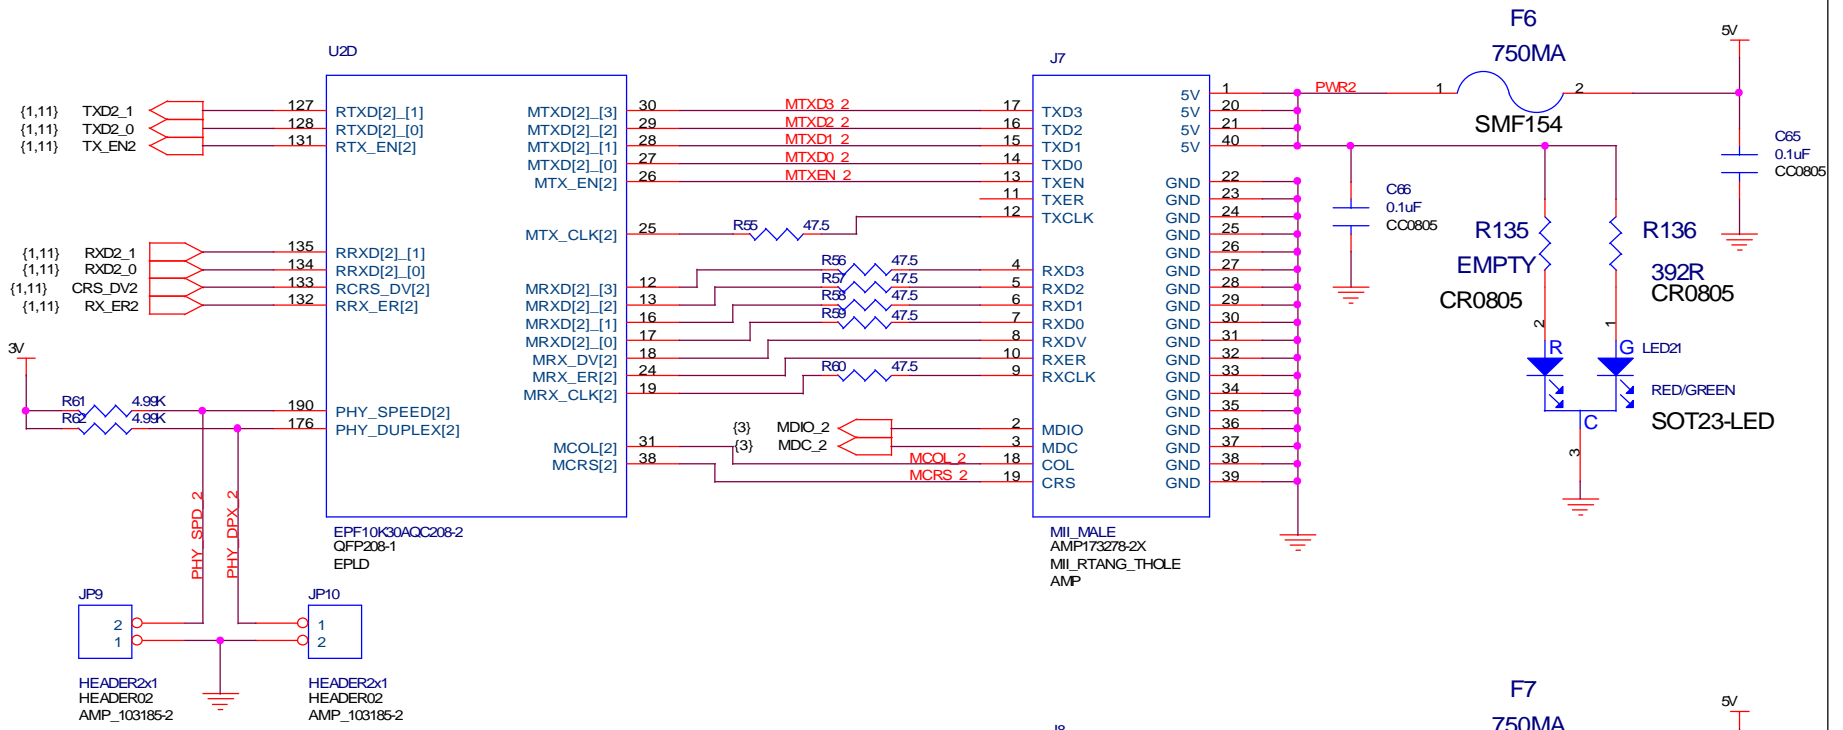 F6
750MA
5V
U2D
J7
{1,11} TXD2_1 127 RTXD[2]_[1]
{1,11} TXD2_0 128 RTXD[2]_[0]
{1,11} TX_EN2 131 RTX_EN[2]
MTXD[2]_[3] 30 MTXD3_2 17 TXD3
MTXD[2]_[2] 29 MTXD2_2 16 TXD2
MTXD[2]_[1] 28 MTXD1_2 15 TXD1
MTXD[2]_[0] 27 MTXD0_2 14 TXD0
MTX_EN[2] 26 MTXEN_2 13 TXEN
11 TXER
MTX_CLK[2] 25 R55 47.5 12 TXCLK
{1,11} RXD2_1 135 RRXD[2]_[1]
{1,11} RXD2_0 134 RRXD[2]_[0]
{1,11} CRS_DV2 133 RCRS_DV[2]
{1,11} RX_ER2 132 RRX_ER[2]
MRXD[2]_[3] 12 R56 47.5 4 RXD3
MRXD[2]_[2] 13 R57 47.5 5 RXD2
MRXD[2]_[1] 16 R58 47.5 6 RXD1
MRXD[2]_[0] 17 R59 47.5 7 RXD0
MRX_DV[2] 18 8 RXDV
MRX_ER[2] 24 10 RXER
MRX_CLK[2] 19 R60 47.5 9 RXCLK
3V
R61 4.99K 190 PHY_SPEED[2]
R62 4.99K 176 PHY_DUPLEX[2]
{3} MDIO_2 2 MDIO
{3} MDC_2 3 MDC
MCOL[2] 31 MCOL_2 18 COL
MCRS[2] 38 MCRS_2 19 CRS
5V 1 PWR2 1 2
5V 20
5V 21
5V 40
SMF154
GND 22
GND 23
GND 24
GND 25
GND 26
GND 27
GND 28
GND 29
GND 30
GND 31
GND 32
GND 33
GND 34
GND 35
GND 36
GND 37
GND 38
GND 39
C65
0.1uF
CC0805
C66
0.1uF
CC0805
R135
EMPTY
CR0805
R136
392R
CR0805
2 1
R G LED21
RED/GREEN
SOT23-LED
C
3
EPF10K30AQC208-2
QFP208-1
EPLD
MII_MALE
AMP173278-2X
MII_RTANG_THOLE
AMP
PHY_SPD_2
PHY_DPX_2
JP9
2
1
HEADER2x1
HEADER02
AMP_103185-2
JP10
1
2
HEADER2x1
HEADER02
AMP_103185-2
F7
750MA
5V
J8